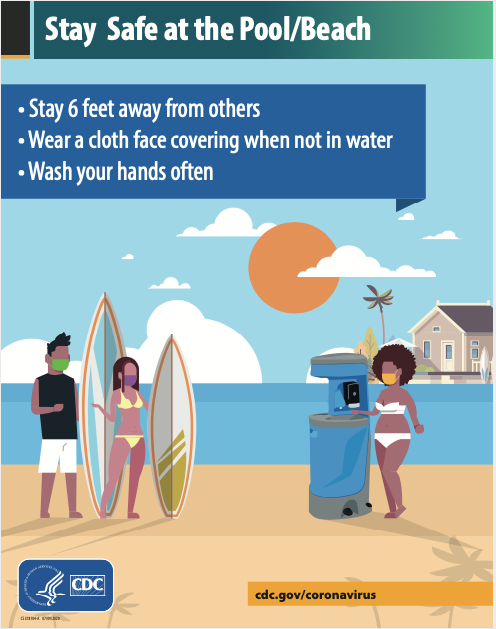 Stay Safe at the Pool/Beach
• Stay 6 feet away from others
• Wear a cloth face covering when not in water
• Wash your hands often
CDC
cdc.gov/coronavirus